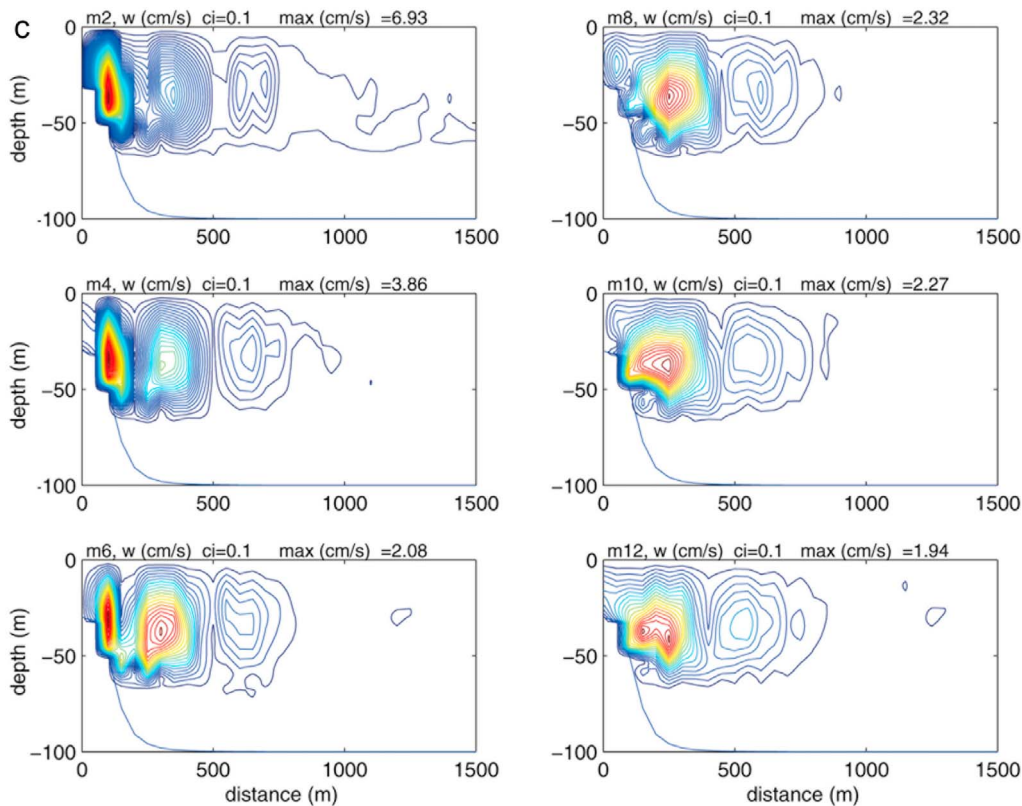 c
m2, w (cm/s) ci=0.1 max (cm/s) =6.93
m8, w (cm/s) ci=0.1 max (cm/s) =2.32
0
-50
-100
depth (m)
0 500 1000 1500
0
−50
−100
0 500 1000 1500
m4, w (cm/s) ci=0.1 max (cm/s) =3.86
m10, w (cm/s) ci=0.1 max (cm/s) =2.27
0
-50
-100
depth (m)
0 500 1000 1500
0
−50
−100
0 500 1000 1500
m6, w (cm/s) ci=0.1 max (cm/s) =2.08
m12, w (cm/s) ci=0.1 max (cm/s) =1.94
0
−50
−100
depth (m)
0 500 1000 1500
distance (m)
0
−50
−100
0 500 1000 1500
distance (m)